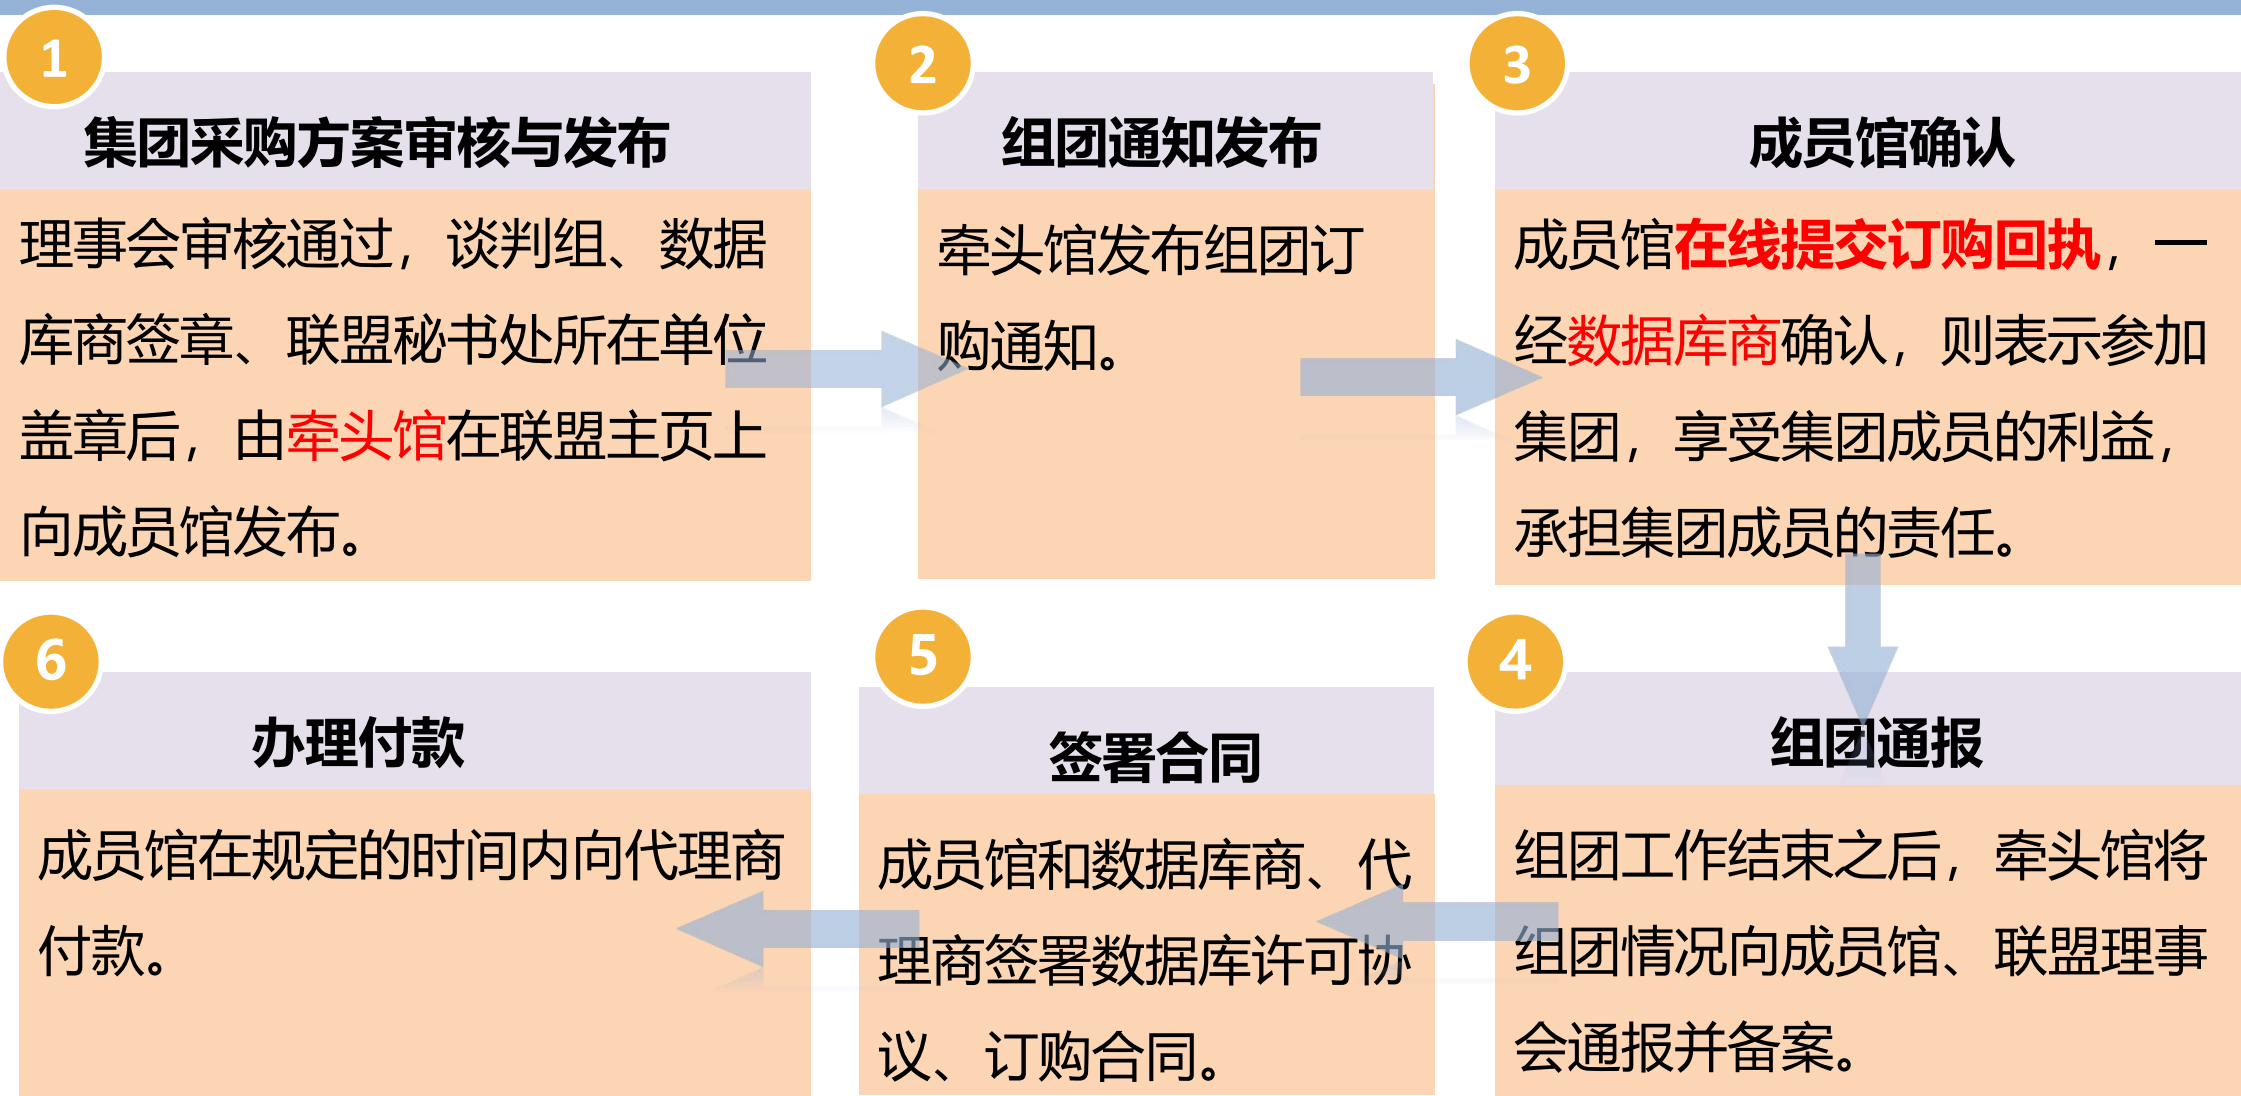 1
集团采购方案审核与发布
理事会审核通过，谈判组、数据
库商签章、联盟秘书处所在单位
盖章后，由牵头馆在联盟主页上
向成员馆发布。
2
组团通知发布
牵头馆发布组团订
购通知。
3
成员馆确认
成员馆在线提交订购回执，一
经数据库商确认，则表示参加
集团，享受集团成员的利益，
承担集团成员的责任。
4
组团通报
组团工作结束之后，牵头馆将
组团情况向成员馆、联盟理事
会通报并备案。
5
签署合同
成员馆和数据库商、代
理商签署数据库许可协
议、订购合同。
6
办理付款
成员馆在规定的时间内向代理商
付款。